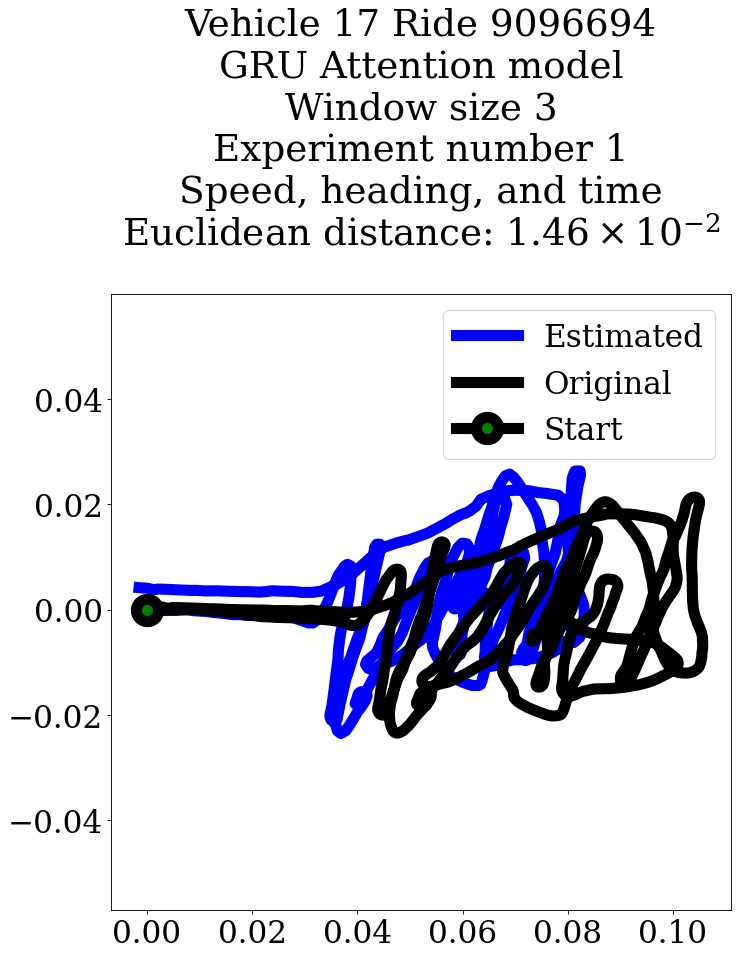 Vehicle 17 Ride 9096694
GRU Attention model
Window size 3
Experiment number 1
Speed, heading, and time
Euclidean distance: 1.46 × 10⁻²
Estimated
Original
Start
0.04
0.02
0.00
−0.02
−0.04
0.00 0.02 0.04 0.06 0.08 0.10